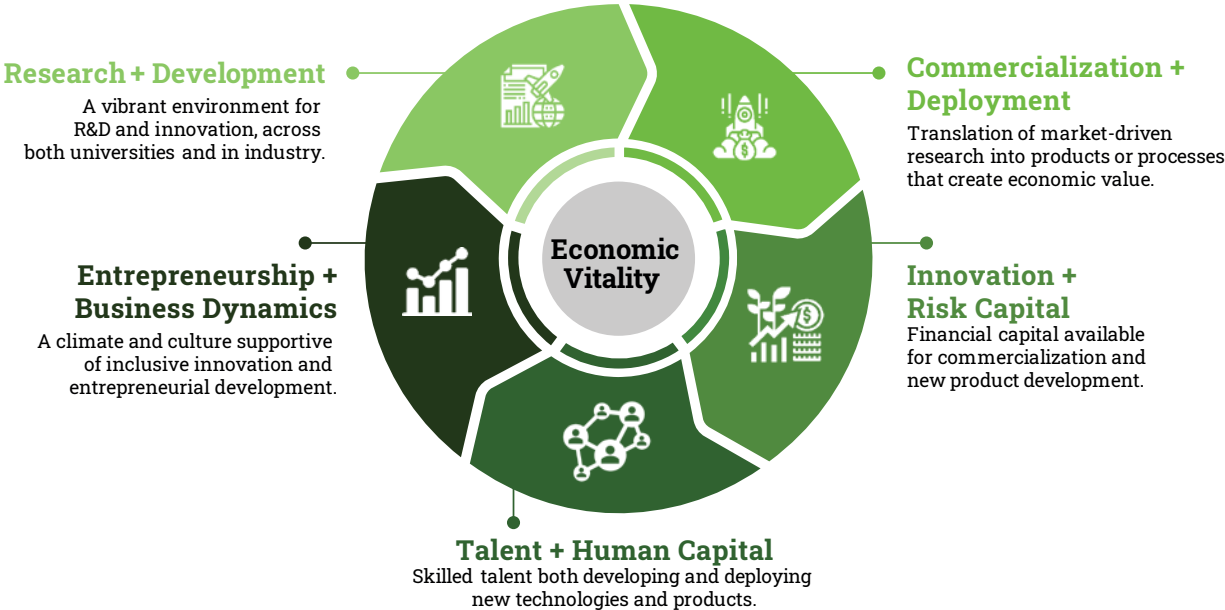 Research + Development
A vibrant environment for
R&D and innovation, across
both universities and in industry.
Commercialization +
Deployment
Translation of market-driven
research into products or processes
that create economic value.
Economic
Vitality
Entrepreneurship +
Business Dynamics
A climate and culture supportive
of inclusive innovation and
entrepreneurial development.
Innovation +
Risk Capital
Financial capital available
for commercialization and
new product development.
Talent + Human Capital
Skilled talent both developing and deploying
new technologies and products.